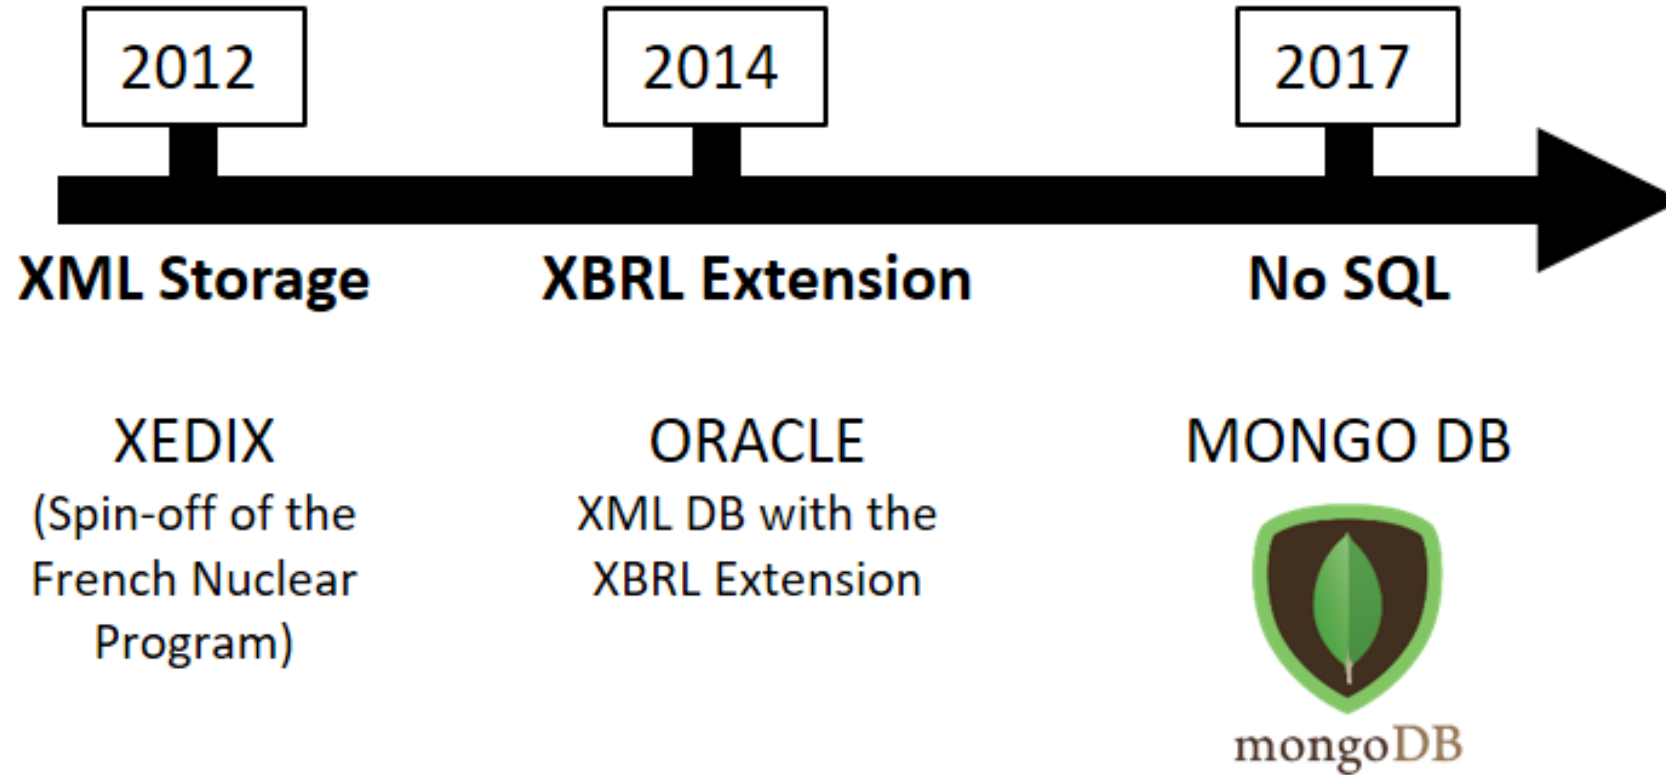 2012
2014
2017
XML Storage
XBRL Extension
No SQL
XEDIX
(Spin-off of the
French Nuclear
Program)
ORACLE
XML DB with the
XBRL Extension
MONGO DB
mongoDB